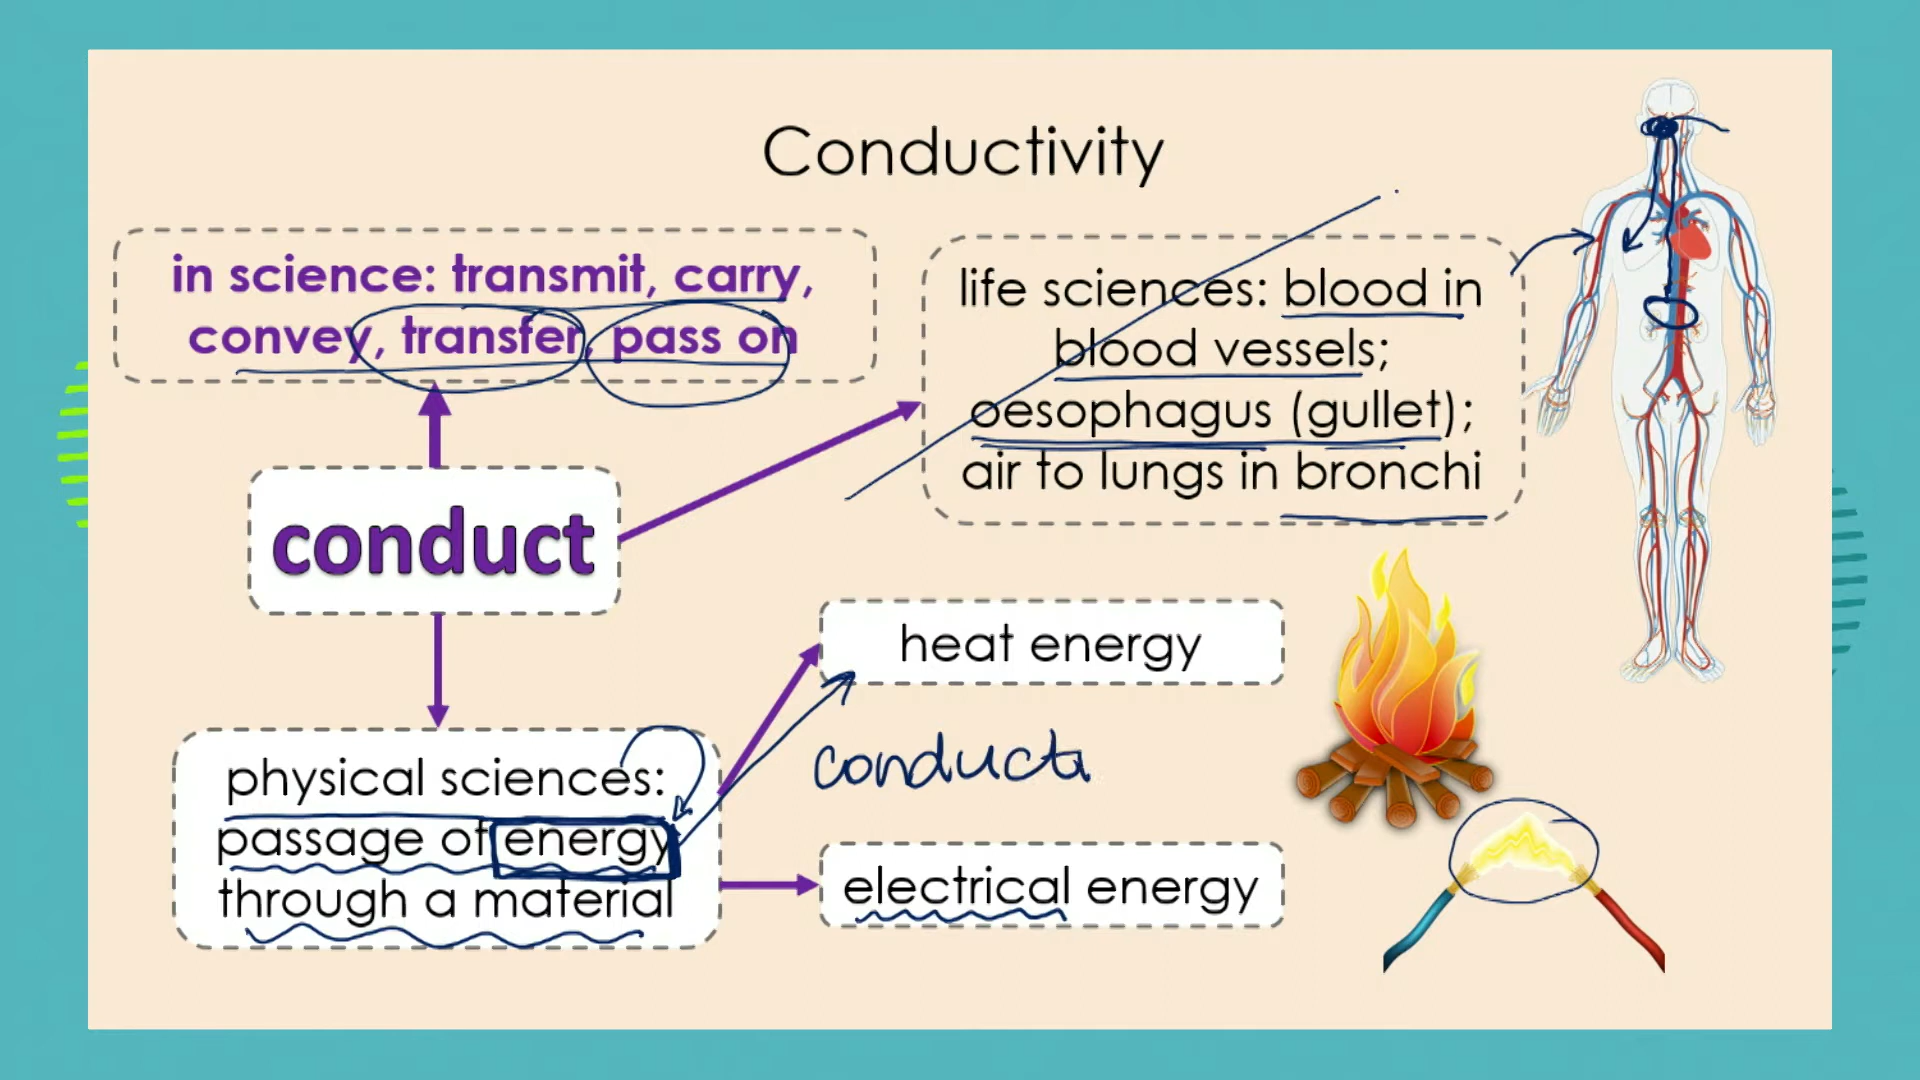 Conductivity
in science: transmit, carry,
convey, transfer, pass on
life sciences: blood in
blood vessels;
oesophagus (gullet);
air to lungs in bronchi
conduct
heat energy
conducti
physical sciences:
passage of energy
through a material
electrical energy